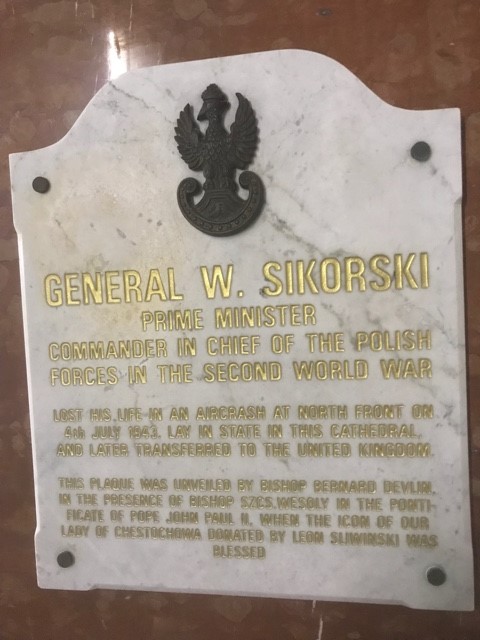 GENERAL W. SIKORSKI
PRIME MINISTER
COMMANDER IN CHIEF OF THE POLISH
FORCES IN THE SECOND WORLD WAR
LOST HIS LIFE IN AN AIRCRASH AT NORTH FRONT ON
4th JULY 1943. LAY IN STATE IN THIS CATHEDRAL,
AND LATER TRANSFERRED TO THE UNITED KINGDOM.
THIS PLAQUE WAS UNVEILED BY BISHOP BERNARD DEVLIN,
IN THE PRESENCE OF BISHOP SZCS.WESOLY IN THE PONTI-
FICATE OF POPE JOHN PAUL II, WHEN THE ICON OF OUR
LADY OF CHESTOCHOWA DONATED BY LEON SLIWINSKI WAS
BLESSED